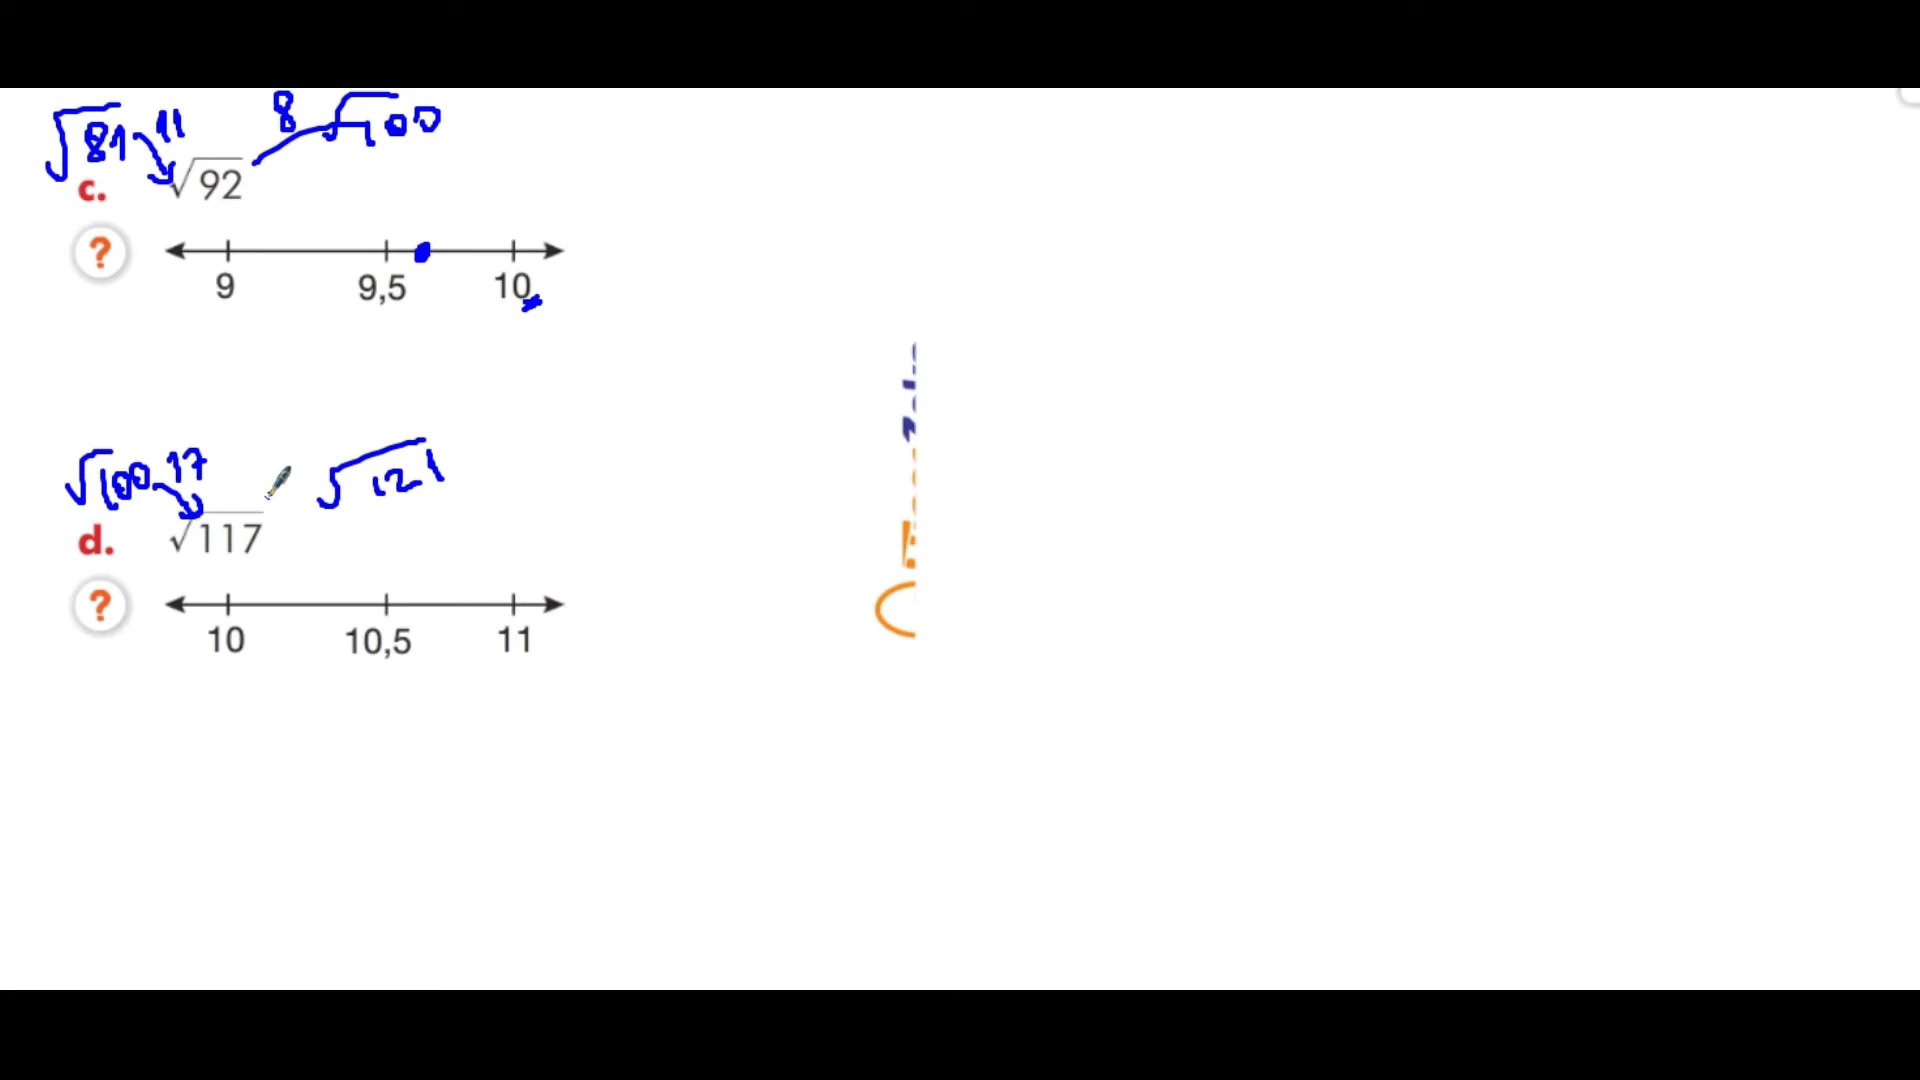 √81 11 8 √100
c. √92
?
9 9,5 10
√100 17 √121
d. √117
?
10 10,5 11